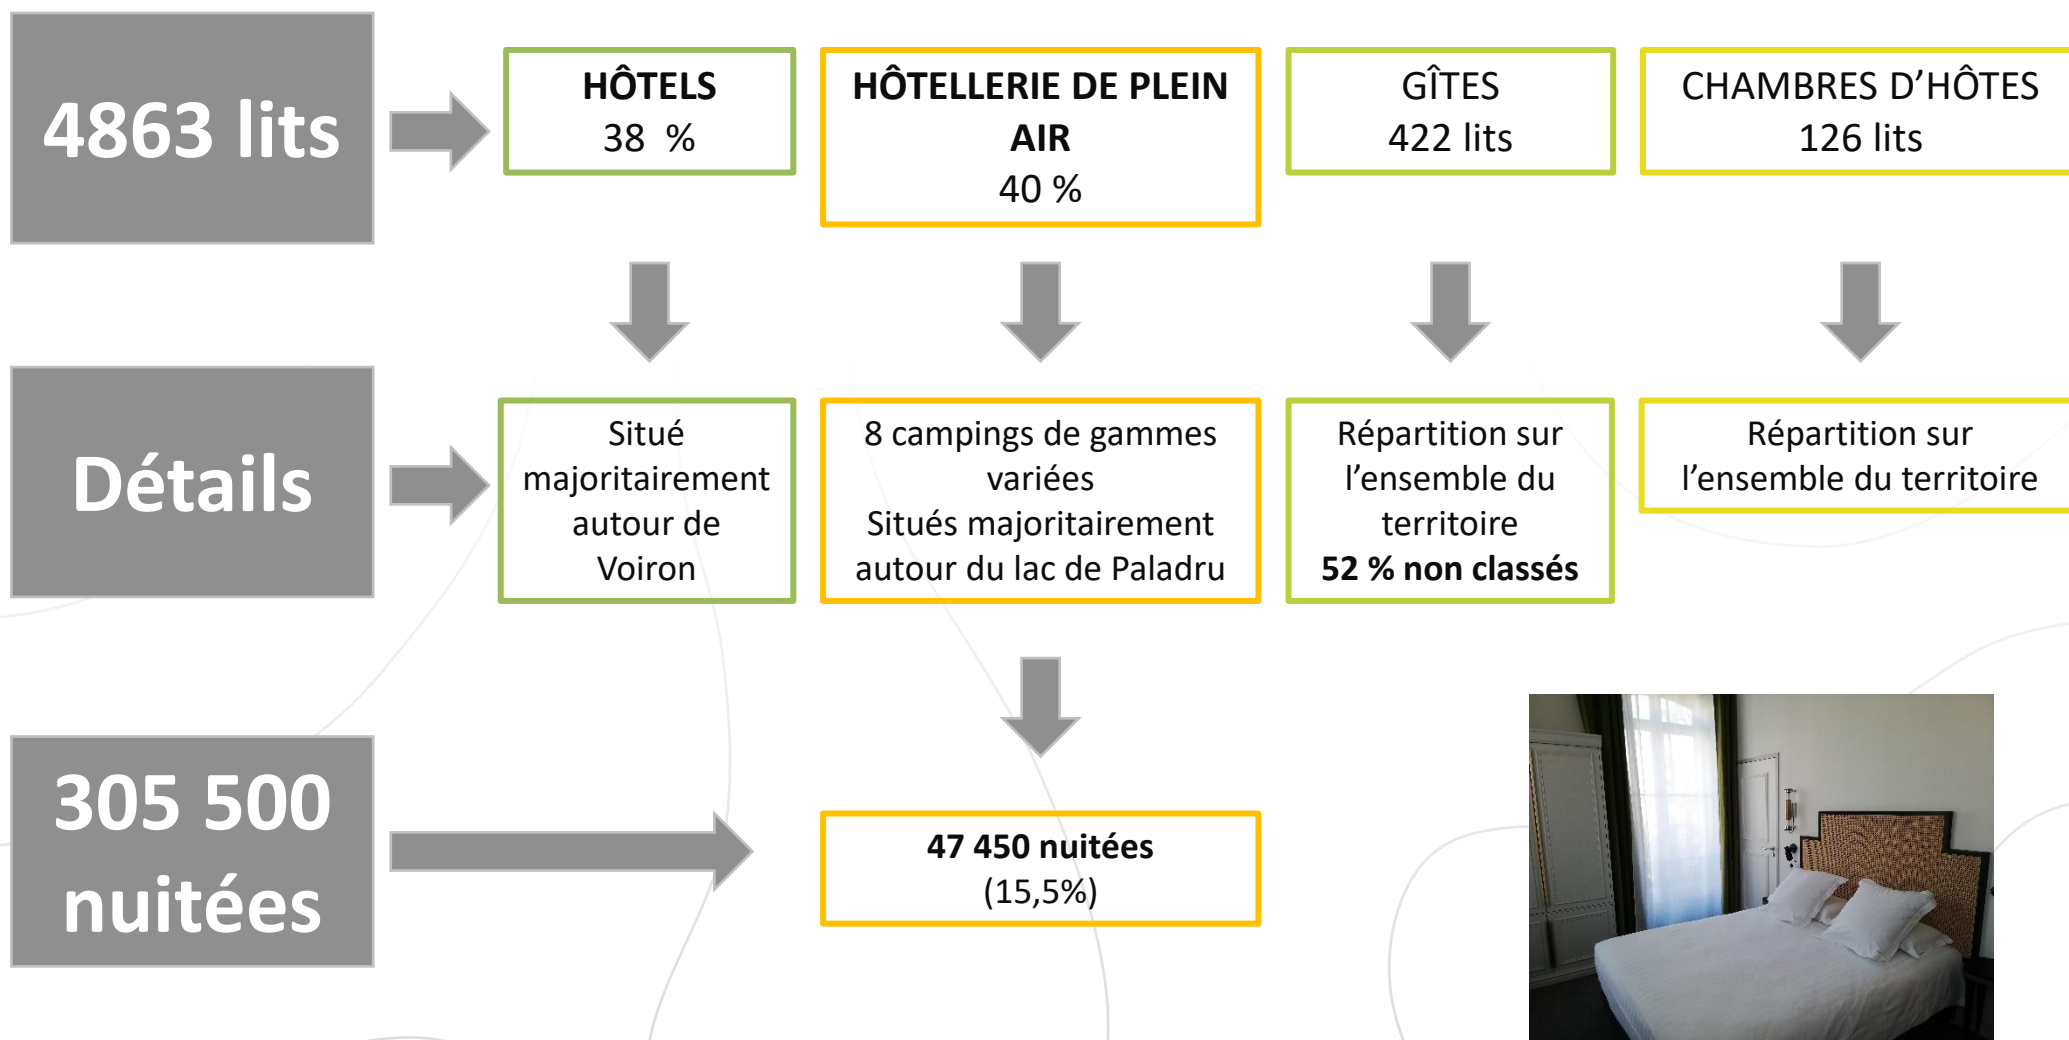 4863 lits
HÔTELS
38 %
HÔTELLERIE DE PLEIN
AIR
40 %
GÎTES
422 lits
CHAMBRES D’HÔTES
126 lits
Détails
Situé
majoritairement
autour de
Voiron
8 campings de gammes
variées
Situés majoritairement
autour du lac de Paladru
Répartition sur
l’ensemble du
territoire
52 % non classés
Répartition sur
l’ensemble du territoire
305 500
nuitées
47 450 nuitées
(15,5%)